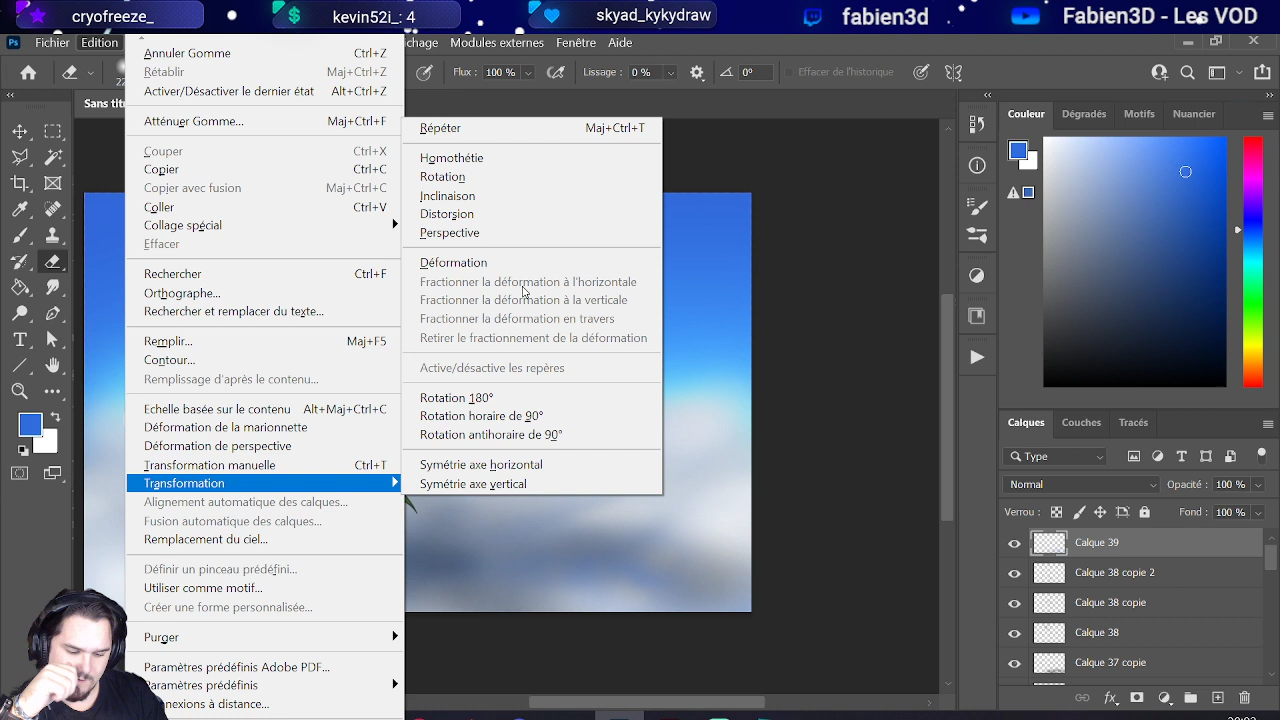 cryofreeze_
kevin52i_: 4
skyad_kykydraw
fabien3d
Fabien3D - Les VOD
Ps Fichier Edition
Modules externes Fenêtre Aide
Flux : 100 %
Lissage : 0 %
0°
Effacer de l'historique
Sans titr
Annuler Gomme Ctrl+Z
Rétablir Maj+Ctrl+Z
Activer/Désactiver le dernier état Alt+Ctrl+Z
Atténuer Gomme... Maj+Ctrl+F
Couper Ctrl+X
Copier Ctrl+C
Copier avec fusion Maj+Ctrl+C
Coller Ctrl+V
Collage spécial
Effacer
Rechercher Ctrl+F
Orthographe...
Rechercher et remplacer du texte...
Remplir... Maj+F5
Contour...
Remplissage d'après le contenu...
Echelle basée sur le contenu Alt+Maj+Ctrl+C
Déformation de la marionnette
Déformation de perspective
Transformation manuelle Ctrl+T
Transformation
Alignement automatique des calques...
Fusion automatique des calques...
Remplacement du ciel...
Définir un pinceau prédéfini...
Utiliser comme motif...
Créer une forme personnalisée...
Purger
Paramètres prédéfinis Adobe PDF...
Paramètres prédéfinis
nnexions à distance...
Répéter Maj+Ctrl+T
Homothétie
Rotation
Inclinaison
Distorsion
Perspective
Déformation
Fractionner la déformation à l'horizontale
Fractionner la déformation à la verticale
Fractionner la déformation en travers
Retirer le fractionnement de la déformation
Active/désactive les repères
Rotation 180°
Rotation horaire de 90°
Rotation antihoraire de 90°
Symétrie axe horizontal
Symétrie axe vertical
Couleur Dégradés Motifs Nuancier
Calques Couches Tracés
Type
Normal Opacité : 100 %
Verrou : Fond : 100 %
Calque 39
Calque 38 copie 2
Calque 38 copie
Calque 38
Calque 37 copie